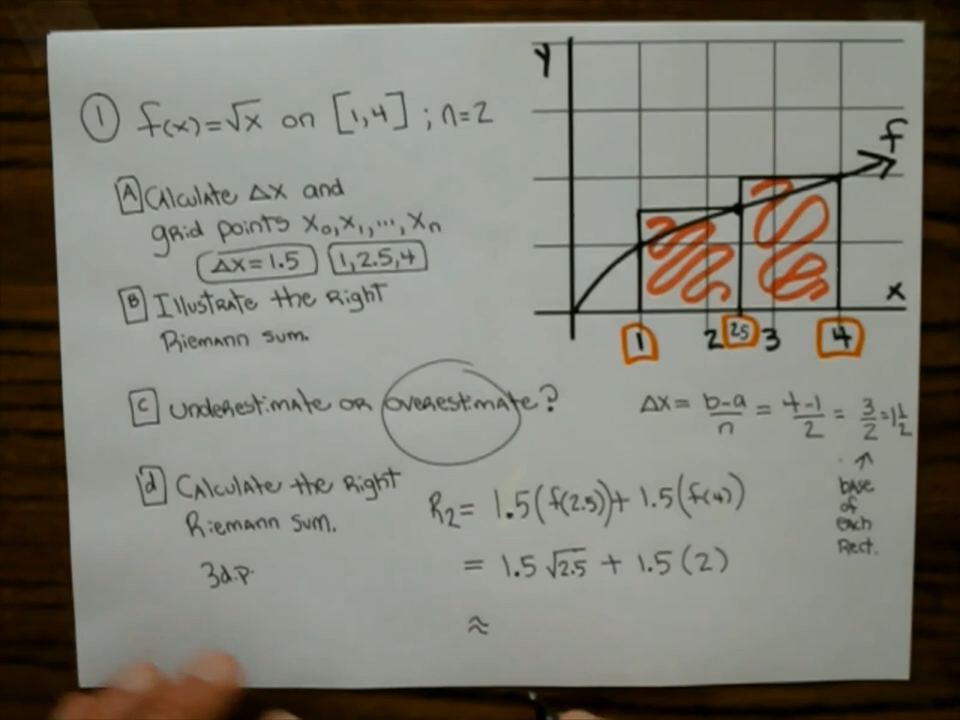 1 f(x)=√x on [1,4] ; n=2
A Calculate Δx and
grid points x₀,x₁,...,xₙ
Δx=1.5 1,2.5,4
B Illustrate the Right
Riemann sum.
C Underestimate or overestimate?
d Calculate the Right
Riemann sum.
3d.p.
y
f
x
1 2 2.5 3 4
Δx = b-a/n = 4-1/2 = 3/2 = 1 1/2
↑
base
of
each
Rect.
R₂ = 1.5(f(2.5)) + 1.5(f(4))
= 1.5 √2.5 + 1.5(2)
≈